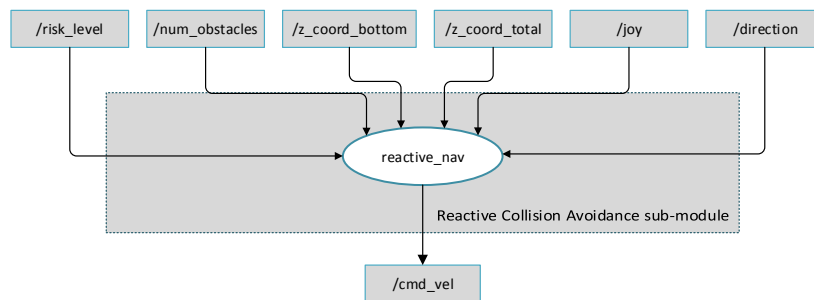 /risk_level
/num_obstacles
/z_coord_bottom
/z_coord_total
/joy
/direction
reactive_nav
Reactive Collision Avoidance sub-module
/cmd_vel